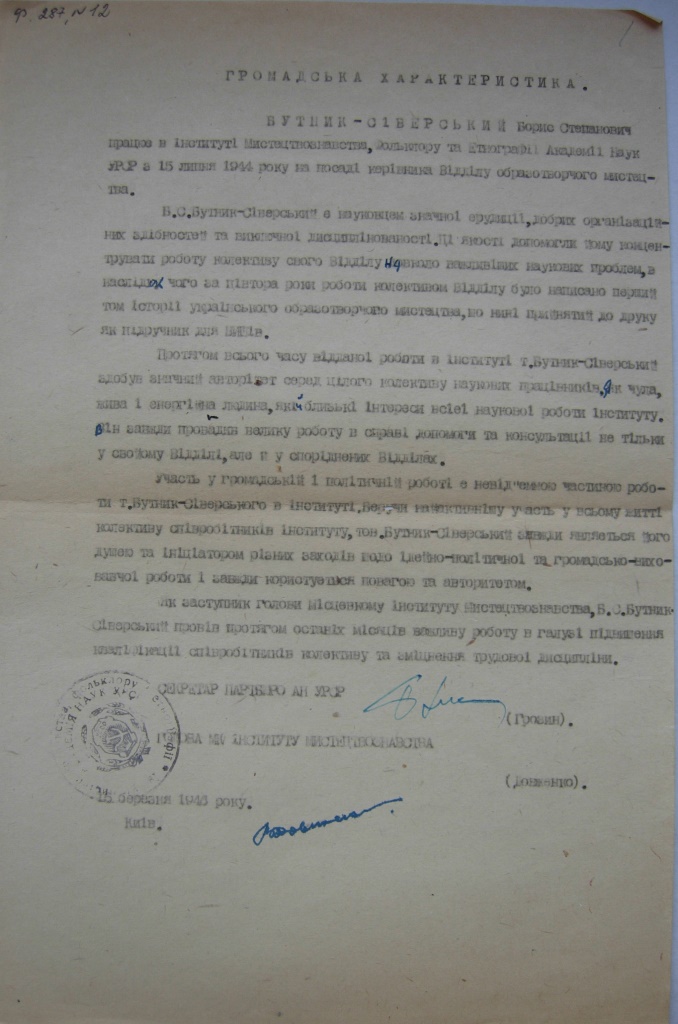 ф. 287, № 12
ГРОМАДСЬКА ХАРАКТЕРИСТИКА.
БУТНИК-СІВЕРСЬКИЙ Борис Степанович
працює в Інституті Мистецтвознавства, Фольклору та Етнографії Академії Наук
УРСР з 15 липня 1944 року на посаді керівника Відділу образотворчого мистец-
тва.
Б.С.Бутник-Сіверський є науковцем значної ерудиції, добрих організацій-
них здібностей та виключної дисциплінованості. Ці якості допомогли йому концен-
трувати роботу колективу свого Відділу навколо важливіших наукових проблем, в
наслідок чого за півтора роки роботи колективом Відділу було написано перший
том історії українського образотворчого мистецтва, що нині прийнятий до друку
як підручник для ВИШів.
Протягом всього часу відданої роботи в інституті т.Бутник-Сіверський
здобув значний авторітет серед цілого колективу наукових працівників, як чула,
жива і енергійна людина, якій близькі інтереси всієї наукової роботи інституту.
Він завжди провадив велику роботу в справі допомоги та консультації не тільки
у свойому Відділі, але й у споріднених Відділах.
Участь у громадській і політичній роботі є невід'ємною частиною робо-
ти т.Бутник-Сіверського в інституті. Беручи найактивнішу участь у всьому житті
колективу співробітників інституту, тов.Бутник-Сіверський завжди являється його
душею та ініціатором різних заходів щодо ідейно-політичної та громадсько-вихо-
вавчої роботи і завжди користується повагою та авторитетом.
Як заступник голови місцевкому інституту Мистецтвознавства, Б.С.Бутник-
Сіверський провів протягом останіх місяців важливу роботу в галузі підвищення
кваліфікації співробітників колективу та зміцнення трудової дисципліни.
СЕКРЕТАР ПАРТБЮРО АН УРСР
(Грозин).
ГОЛОВА МК ІНСТИТУТУ МИСТЕЦТВОЗНАВСТВА
(Довженко).
15 березня 1946 року.
Київ.